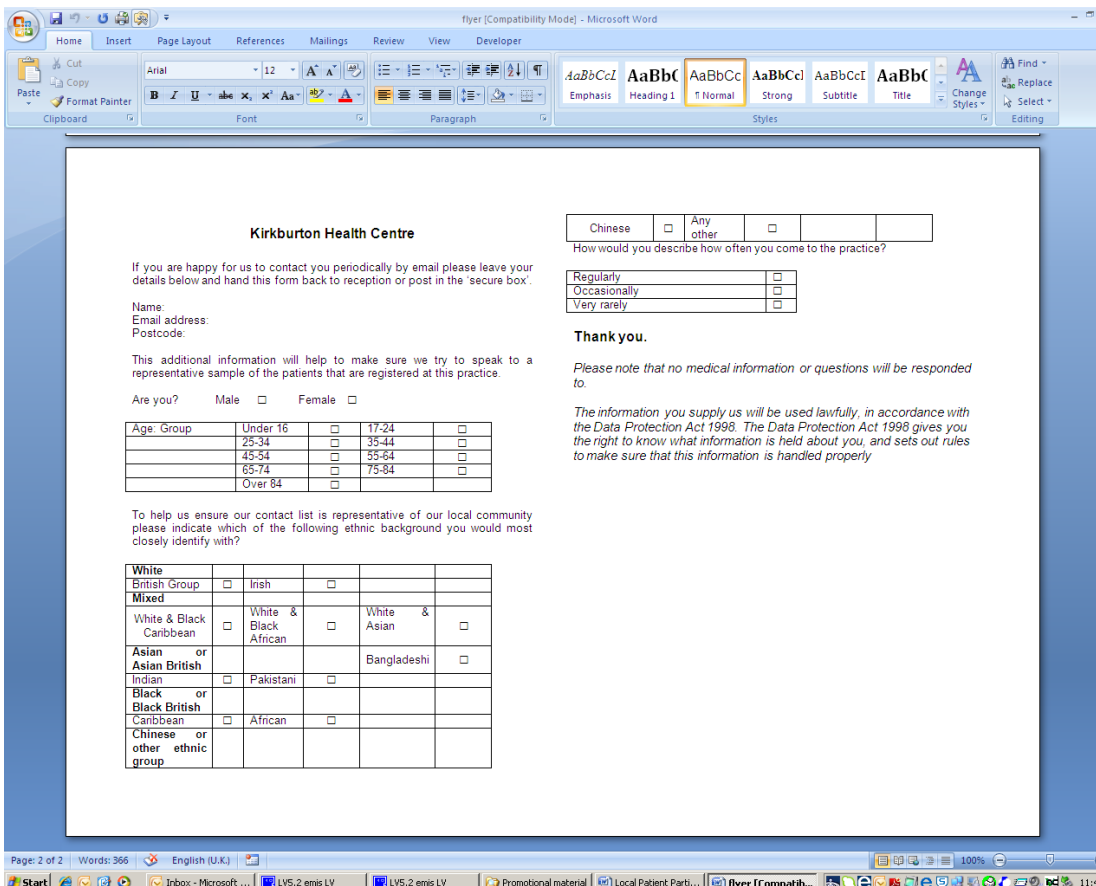 flyer [Compatibility Mode] - Microsoft Word
Home Insert Page Layout References Mailings Review View Developer
Paste
Cut
Copy
Format Painter
Clipboard
Arial 12
Font
Paragraph
AaBbCcI AaBb( AaBbCc AaBbCcl AaBbCcI AaBb(
Emphasis Heading 1 ¶ Normal Strong Subtitle Title
Change Styles
Styles
Find
Replace
Select
Editing
Kirkburton Health Centre
If you are happy for us to contact you periodically by email please leave your
details below and hand this form back to reception or post in the ‘secure box’.
Name:
Email address:
Postcode:
This additional information will help to make sure we try to speak to a
representative sample of the patients that are registered at this practice.
Are you? Male □ Female □
Age: Group Under 16 □ 17-24 □
25-34 □ 35-44 □
45-54 □ 55-64 □
65-74 □ 75-84 □
Over 84 □
To help us ensure our contact list is representative of our local community
please indicate which of the following ethnic background you would most
closely identify with?
White
British Group □ Irish □
Mixed
White & Black Caribbean □ White & Black African □ White & Asian □
Asian or Asian British Bangladeshi □
Indian □ Pakistani □
Black or Black British
Caribbean □ African □
Chinese or other ethnic group
Chinese □ Any other □
How would you describe how often you come to the practice?
Regularly □
Occasionally □
Very rarely □
Thank you.
Please note that no medical information or questions will be responded
to.
The information you supply us will be used lawfully, in accordance with
the Data Protection Act 1998. The Data Protection Act 1998 gives you
the right to know what information is held about you, and sets out rules
to make sure that this information is handled properly
Page: 2 of 2 Words: 366 English (U.K.) 100%
Start Inbox - Microsoft ... LV5.2 emis LV LV5.2 emis LV Promotional material Local Patient Parti... flyer [Compatib...